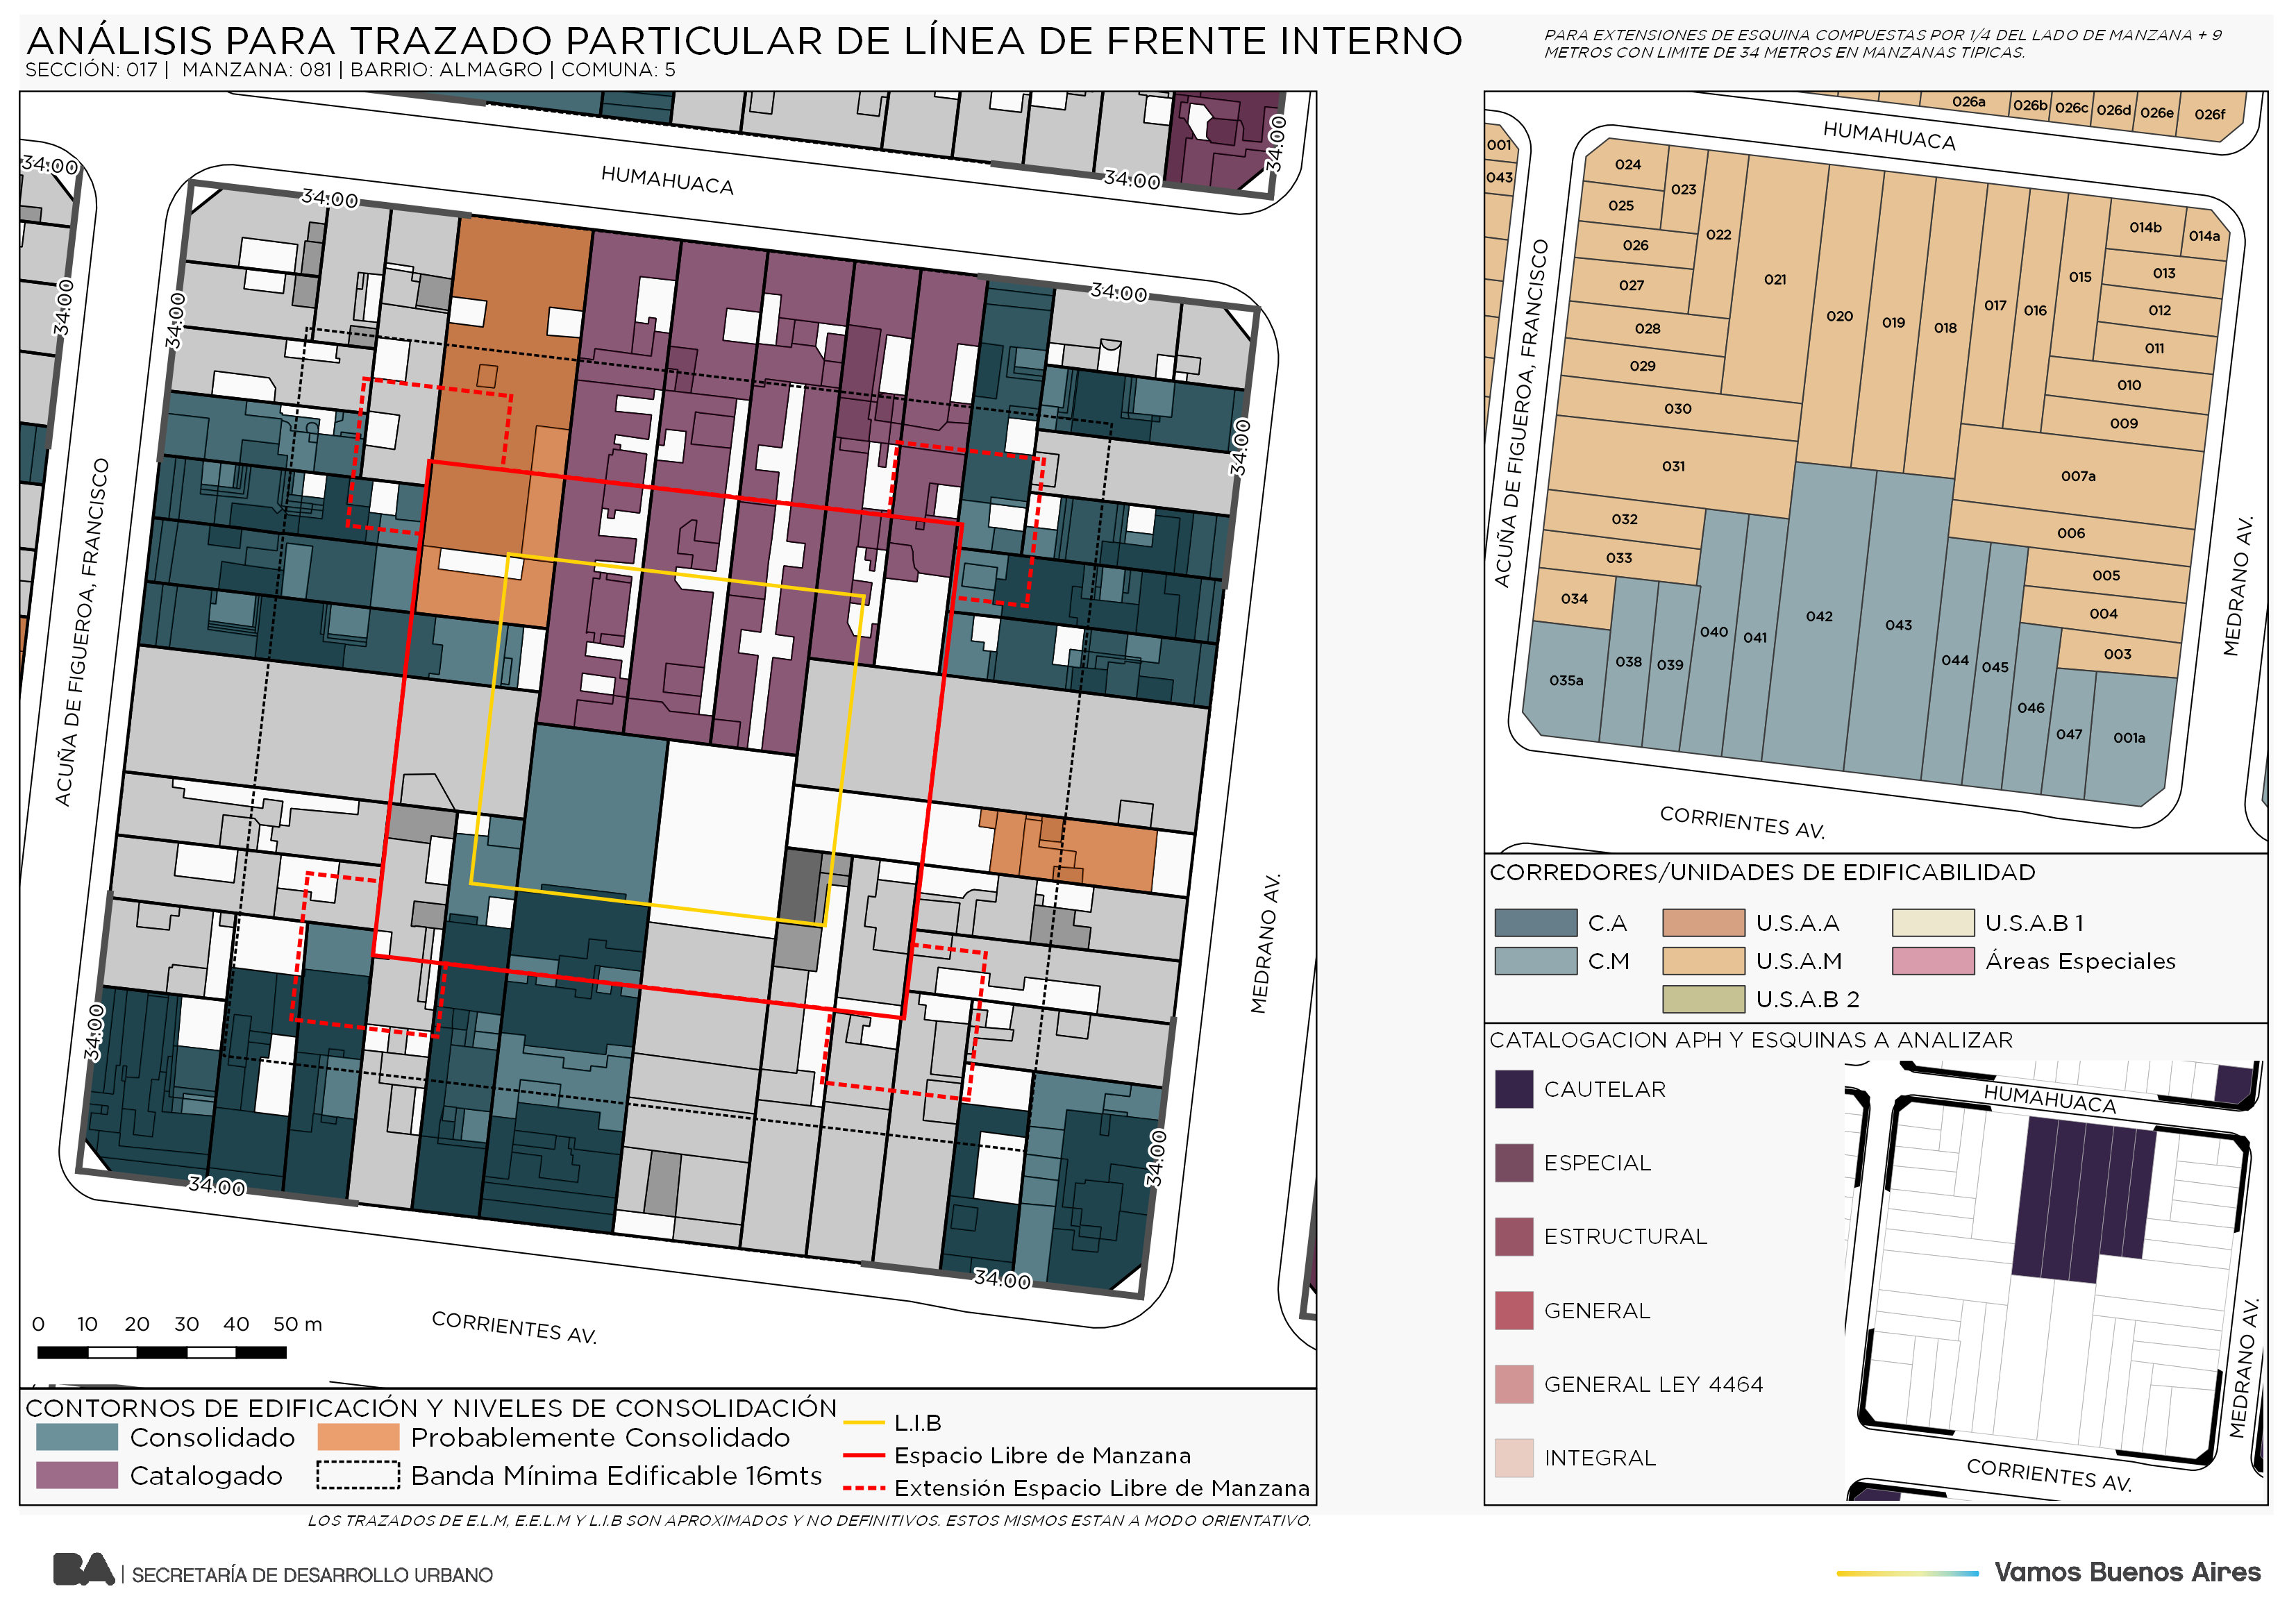 ANÁLISIS PARA TRAZADO PARTICULAR DE LÍNEA DE FRENTE INTERNO
SECCIÓN: 017 | MANZANA: 081 | BARRIO: ALMAGRO | COMUNA: 5
PARA EXTENSIONES DE ESQUINA COMPUESTAS POR 1/4 DEL LADO DE MANZANA + 9
METROS CON LIMITE DE 34 METROS EN MANZANAS TIPICAS.
34:00
34:00
34:00
34:00
34:00
34:00
34:00
34:00
34:00
34:00
34:00
34:00
HUMAHUACA
ACUÑA DE FIGUEROA, FRANCISCO
MEDRANO AV.
CORRIENTES AV.
0 10 20 30 40 50 m
CONTORNOS DE EDIFICACIÓN Y NIVELES DE CONSOLIDACIÓN
Consolidado
Probablemente Consolidado
Catalogado
Banda Mínima Edificable 16mts
L.I.B
Espacio Libre de Manzana
Extensión Espacio Libre de Manzana
LOS TRAZADOS DE E.L.M, E.E.L.M Y L.I.B SON APROXIMADOS Y NO DEFINITIVOS. ESTOS MISMOS ESTAN A MODO ORIENTATIVO.
026a 026b 026c 026d 026e 026f
HUMAHUACA
001
043
024
023
025
022
026
027
021
028
029
030
031
032
033
034
035a
038
039
040
041
042
043
044
045
046
047
001a
020
019
018
017
016
015
014b
014a
013
012
011
010
009
007a
006
005
004
003
ACUÑA DE FIGUEROA, FRANCISCO
MEDRANO AV.
CORRIENTES AV.
CORREDORES/UNIDADES DE EDIFICABILIDAD
C.A
U.S.A.A
U.S.A.B 1
C.M
U.S.A.M
Áreas Especiales
U.S.A.B 2
CATALOGACION APH Y ESQUINAS A ANALIZAR
CAUTELAR
ESPECIAL
ESTRUCTURAL
GENERAL
GENERAL LEY 4464
INTEGRAL
HUMAHUACA
MEDRANO AV.
CORRIENTES AV.
BA | SECRETARÍA DE DESARROLLO URBANO
Vamos Buenos Aires